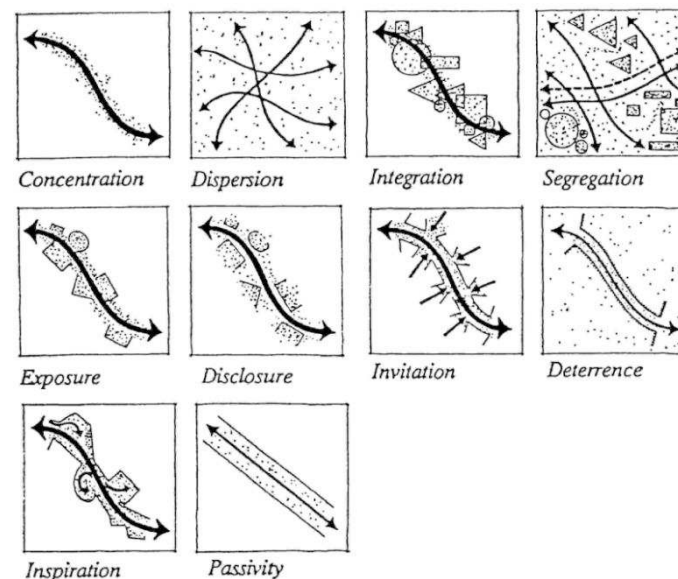 Concentration Dispersion Integration Segregation
Exposure Disclosure Invitation Deterrence
Inspiration Passivity